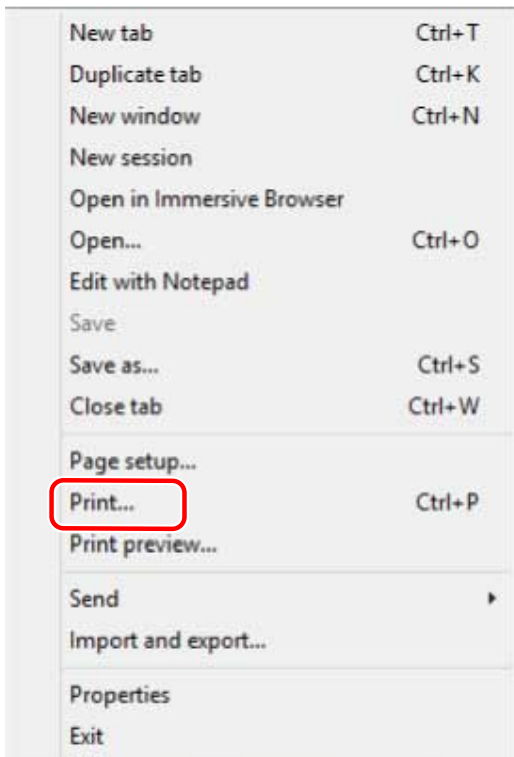 New tab Ctrl+T
Duplicate tab Ctrl+K
New window Ctrl+N
New session
Open in Immersive Browser
Open... Ctrl+O
Edit with Notepad
Save
Save as... Ctrl+S
Close tab Ctrl+W
Page setup...
Print... Ctrl+P
Print preview...
Send
Import and export...
Properties
Exit